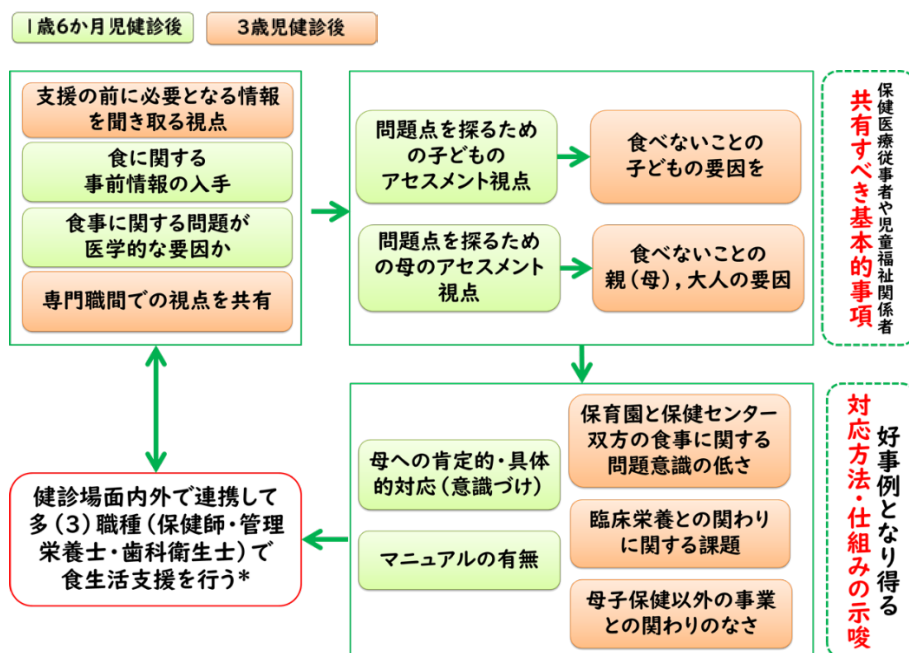 1歳6か月児健診後
3歳児健診後
支援の前に必要となる情報
を聞き取る視点
食に関する
事前情報の入手
食事に関する問題が
医学的な要因か
専門職間での視点を共有
問題点を探るため
の子どもの
アセスメント視点
食べないことの
子どもの要因を
問題点を探るため
の母のアセスメント
視点
食べないことの
親(母),大人の要因
保健医療従事者や児童福祉関係者
共有すべき基本的事項
母への肯定的・具体
的対応(意識づけ)
マニュアルの有無
保育園と保健センター
双方の食事に関する
問題意識の低さ
臨床栄養との関わり
に関する課題
母子保健以外の事業
との関わりのなさ
好事例となり得る
対応方法・仕組みの示唆
健診場面内外で連携して
多(3)職種(保健師・管理
栄養士・歯科衛生士)で
食生活支援を行う*